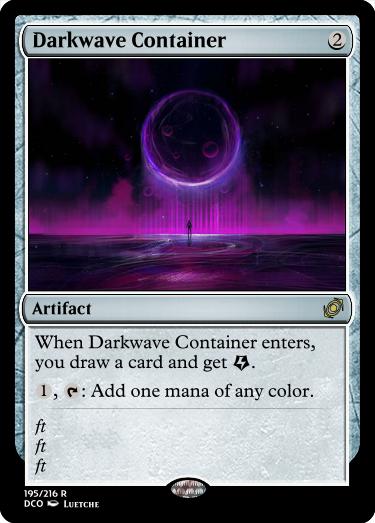 Darkwave Container 2
Artifact
When Darkwave Container enters,
you draw a card and get .
1 , : Add one mana of any color.
ft
ft
ft
195/216 R
DCO Luetche